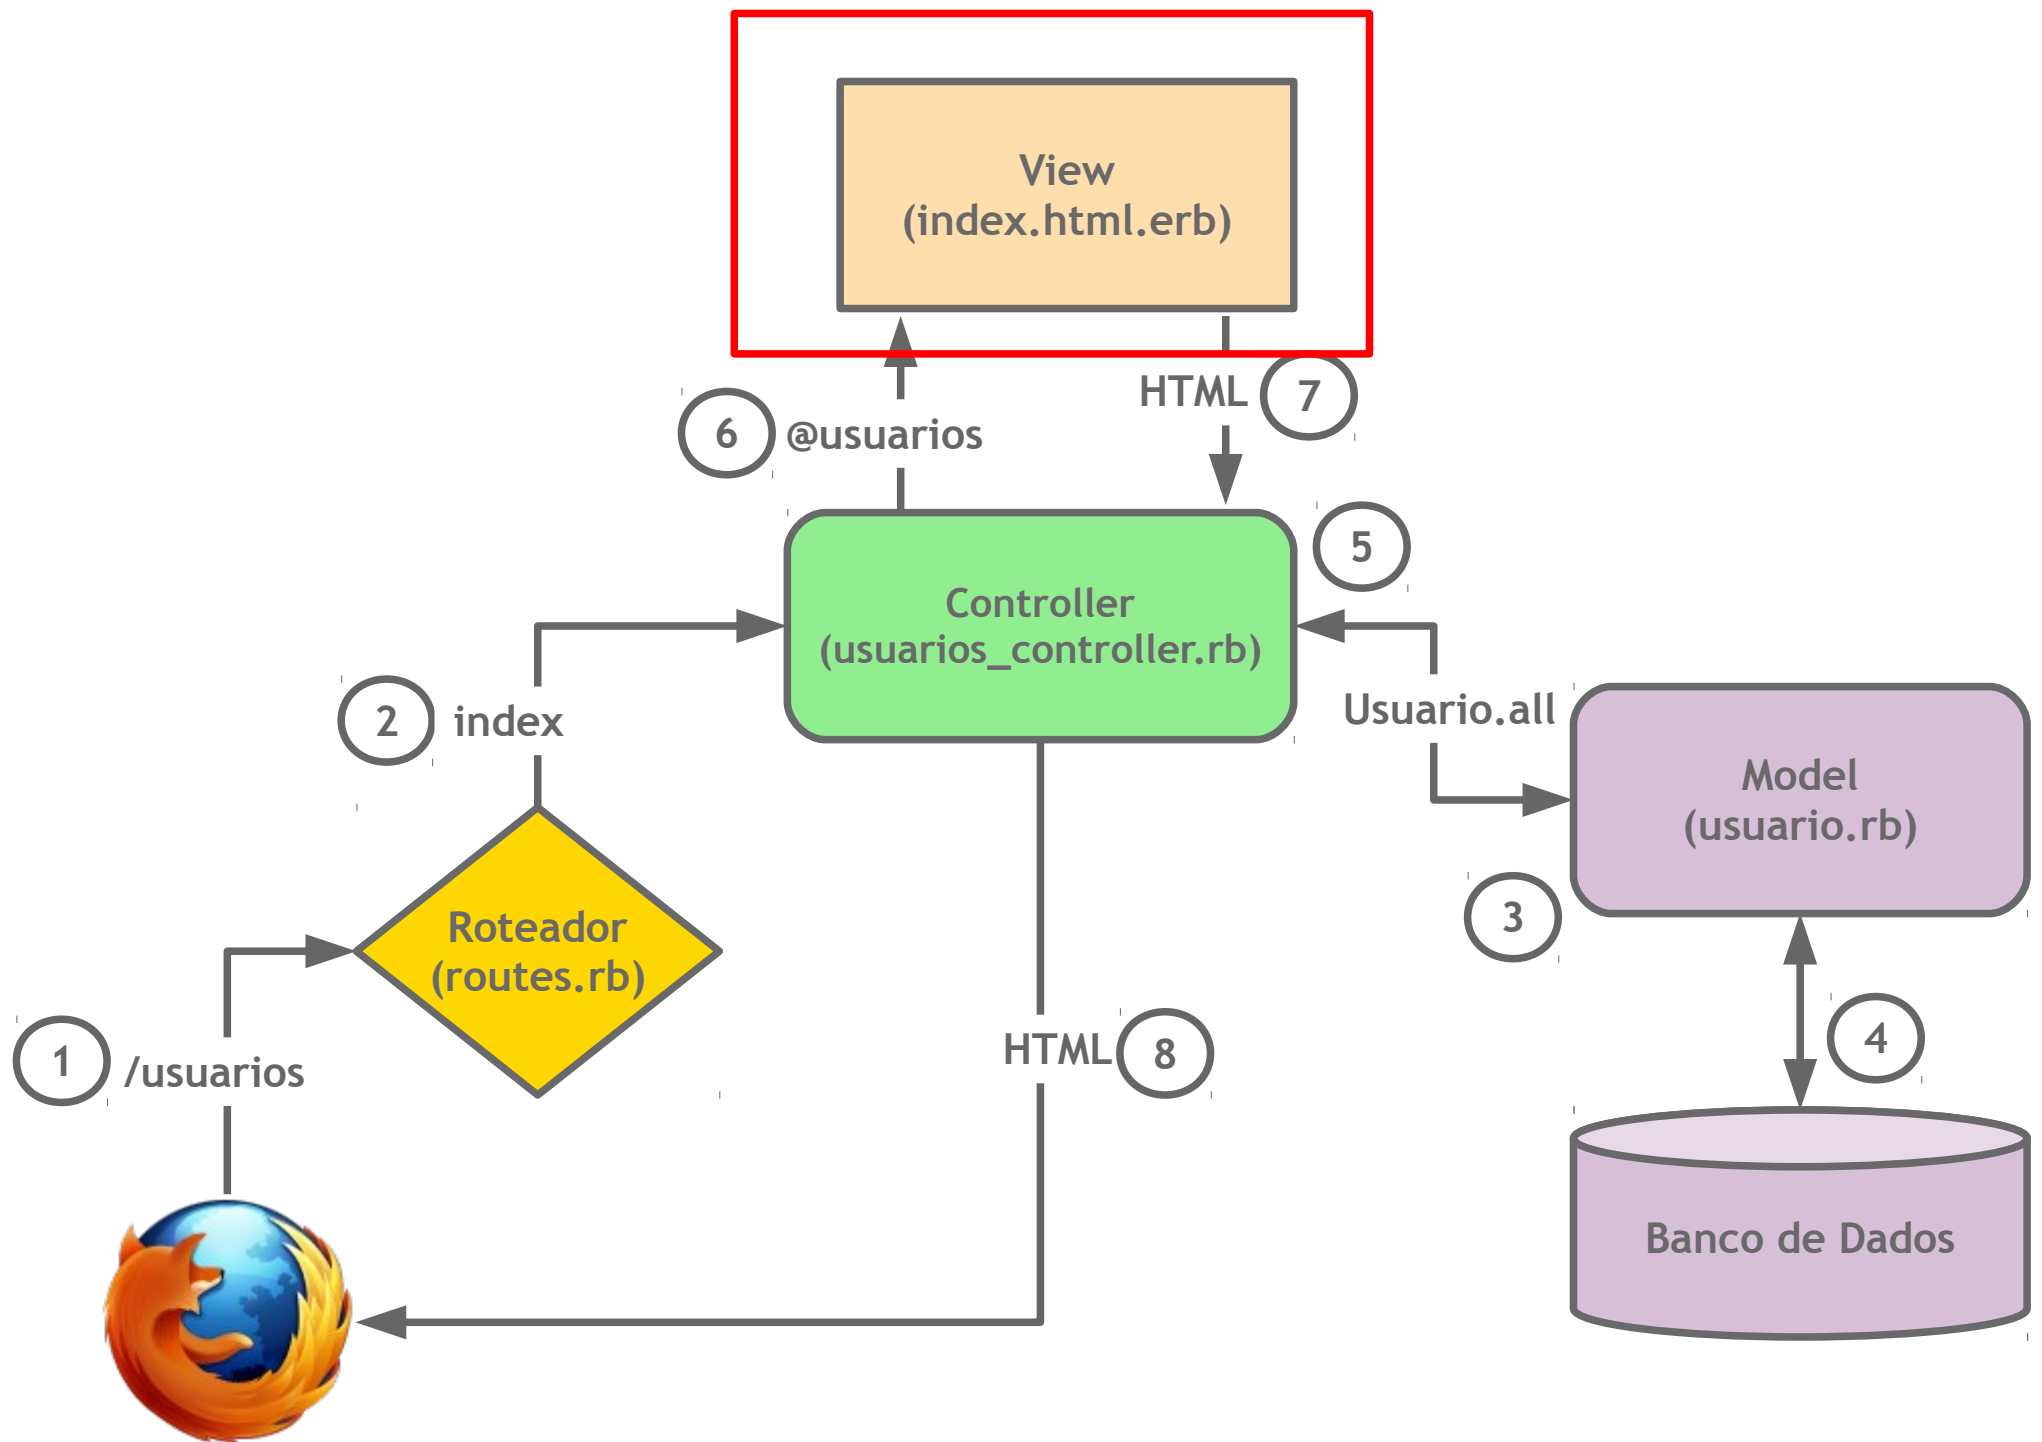 View
(index.html.erb)
HTML
7
6
@usuarios
5
Controller
(usuarios_controller.rb)
2
index
Usuario.all
Model
(usuario.rb)
3
Roteador
(routes.rb)
1
/usuarios
HTML
8
4
Banco de Dados